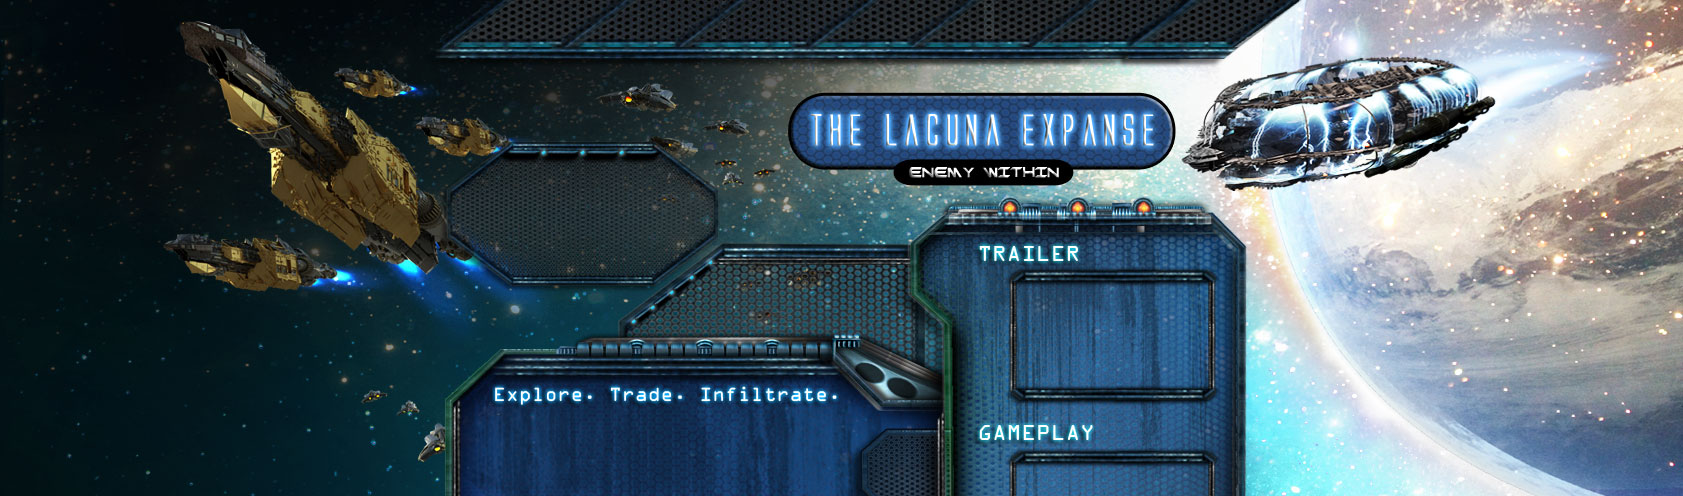 THE LACUNA EXPANSE
ENEMY WITHIN
TRAILER
Explore. Trade. Infiltrate.
GAMEPLAY